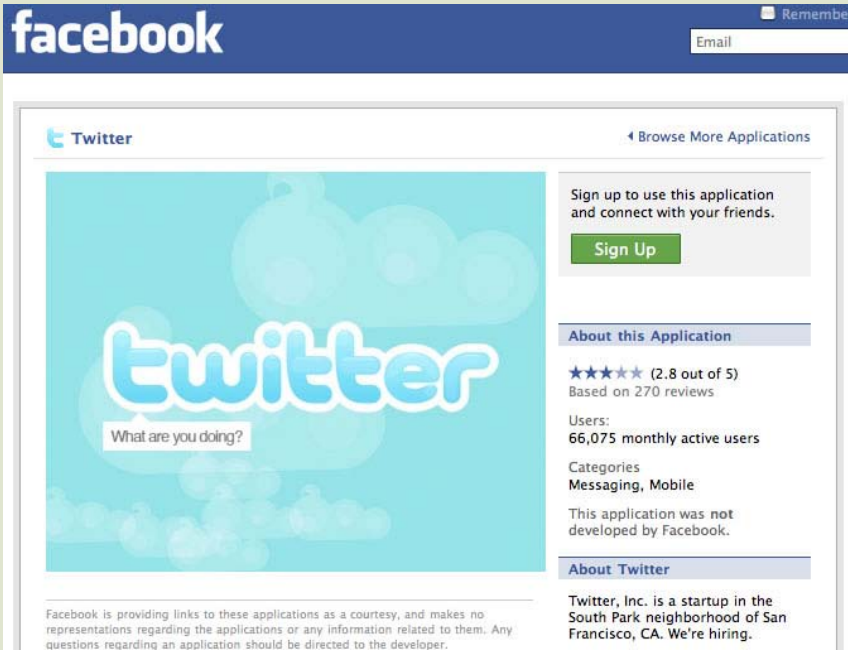 facebook
Remembe
Email
Twitter
Browse More Applications
Sign up to use this application
and connect with your friends.
Sign Up
twitter
What are you doing?
About this Application
(2.8 out of 5)
Based on 270 reviews
Users:
66,075 monthly active users
Categories
Messaging, Mobile
This application was not
developed by Facebook.
About Twitter
Twitter, Inc. is a startup in the
South Park neighborhood of San
Francisco, CA. We're hiring.
Facebook is providing links to these applications as a courtesy, and makes no
representations regarding the applications or any information related to them. Any
questions regarding an application should be directed to the developer.